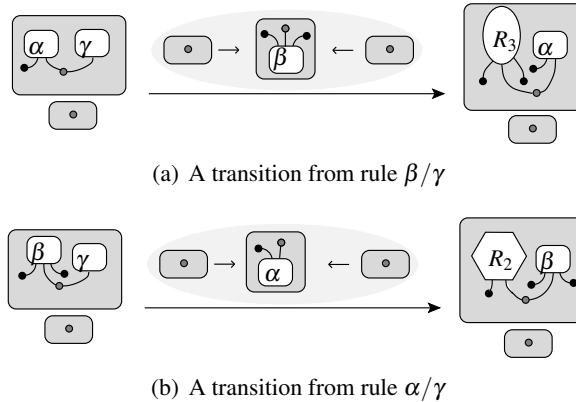 α γ β R₃ α
(a) A transition from rule β/γ
β γ α R₂ β
(b) A transition from rule α/γ